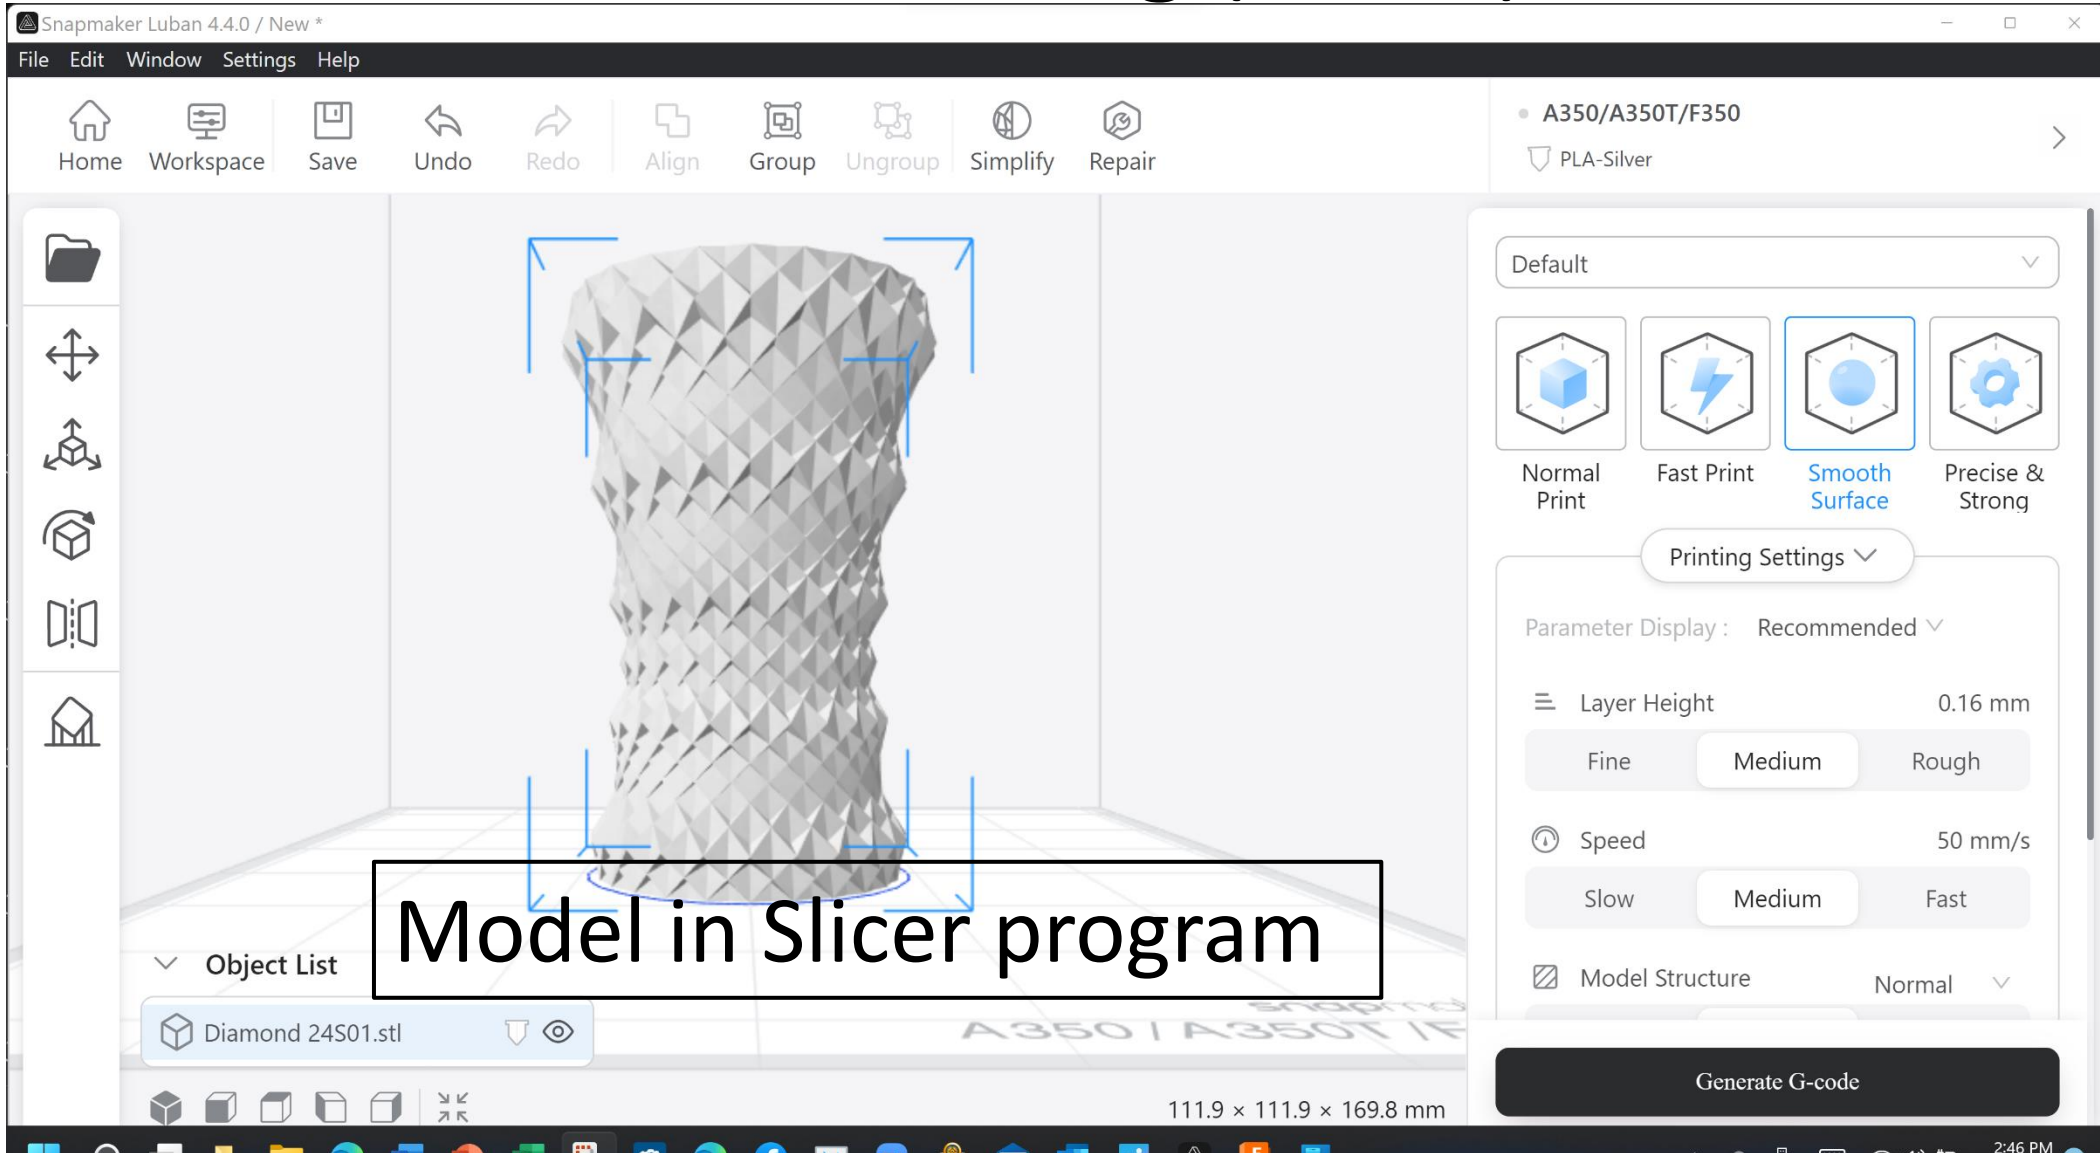 Snapmaker Luban 4.4.0 / New *
File Edit Window Settings Help
Home Workspace Save Undo Redo Align Group Ungroup Simplify Repair
A350/A350T/F350
PLA-Silver
Default
Normal Print
Fast Print
Smooth Surface
Precise & Strong
Printing Settings
Parameter Display : Recommended
Layer Height 0.16 mm
Fine Medium Rough
Speed 50 mm/s
Slow Medium Fast
Model Structure Normal
Model in Slicer program
Object List
Diamond 24S01.stl
A350 | A350T
Generate G-code
111.9 × 111.9 × 169.8 mm
2:46 PM